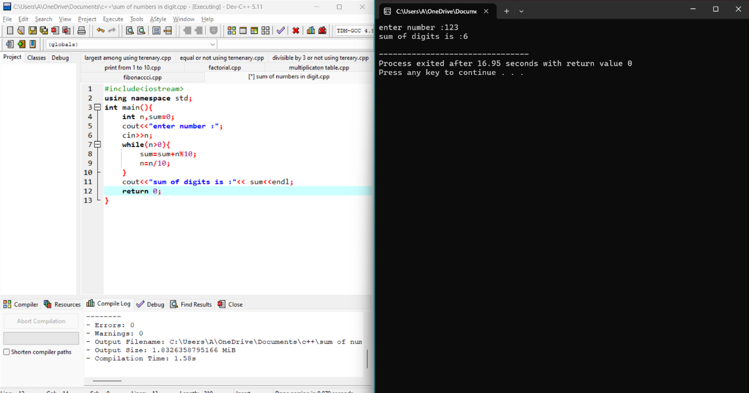 C:\Users\A\OneDrive\Documents\c++\sum of numbers in digit.cpp - [Executing] - Dev-C++ 5.11
File Edit Search View Project Execute Tools AStyle Window Help
TDM-GCC 4.9
(globals)
Project Classes Debug
largest among using terenary.cpp equal or not using ternenary.cpp divisible by 3 or not using tereary.cpp
print from 1 to 10.cpp factorial.cpp multiplicaton table.cpp
fibonaccci.cpp [*] sum of numbers in digit.cpp
1 #include<iostream>
2 using namespace std;
3 int main(){
4 int n,sum=0;
5 cout<<"enter number :";
6 cin>>n;
7 while(n>0){
8 sum=sum+n%10;
9 n=n/10;
10 }
11 cout<<"sum of digits is :"<< sum<<endl;
12 return 0;
13 }
Compiler Resources Compile Log Debug Find Results Close
Abort Compilation
Shorten compiler paths
--------
- Errors: 0
- Warnings: 0
- Output Filename: C:\Users\A\OneDrive\Documents\c++\sum of num
- Output Size: 1.8326358795166 MiB
- Compilation Time: 1.58s
C:\Users\A\OneDrive\Docume
enter number :123
sum of digits is :6
--------------------------------
Process exited after 16.95 seconds with return value 0
Press any key to continue . . .